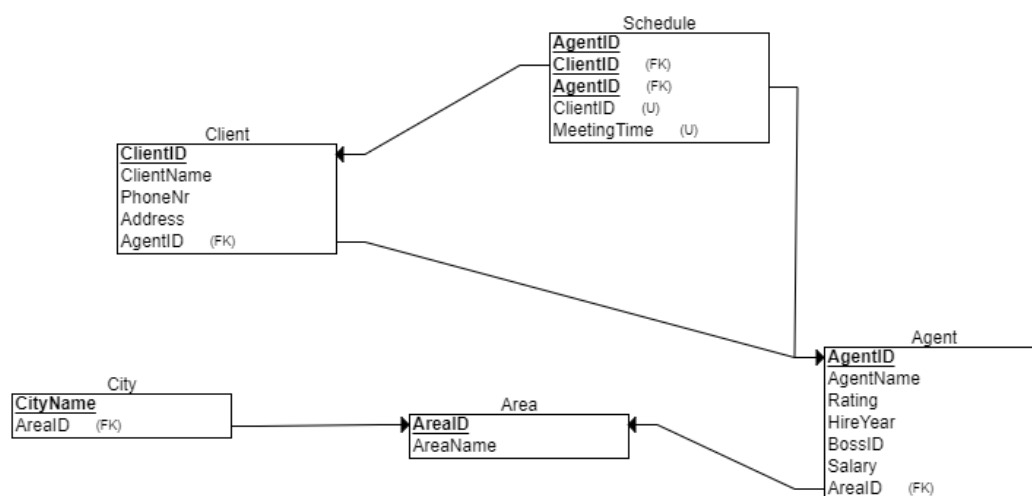 Schedule
AgentID
ClientID (FK)
AgentID (FK)
ClientID (U)
MeetingTime (U)
Client
ClientID
ClientName
PhoneNr
Address
AgentID (FK)
Agent
AgentID
AgentName
Rating
HireYear
BossID
Salary
AreaID (FK)
City
CityName
AreaID (FK)
Area
AreaID
AreaName